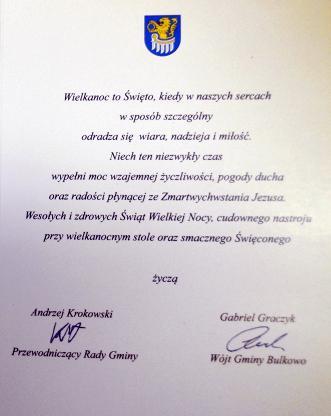 Wielkanoc to Święto, kiedy w naszych sercach
w sposób szczególny
odradza się wiara, nadzieja i miłość.
Niech ten niezwykły czas
wypełni moc wzajemnej życzliwości, pogody ducha
oraz radości płynącej ze Zmartwychwstania Jezusa.
Wesołych i zdrowych Świąt Wielkiej Nocy, cudownego nastroju
przy wielkanocnym stole oraz smacznego Święconego
życzą
Andrzej Krokowski
Przewodniczący Rady Gminy
Gabriel Graczyk
Wójt Gminy Bulkowo